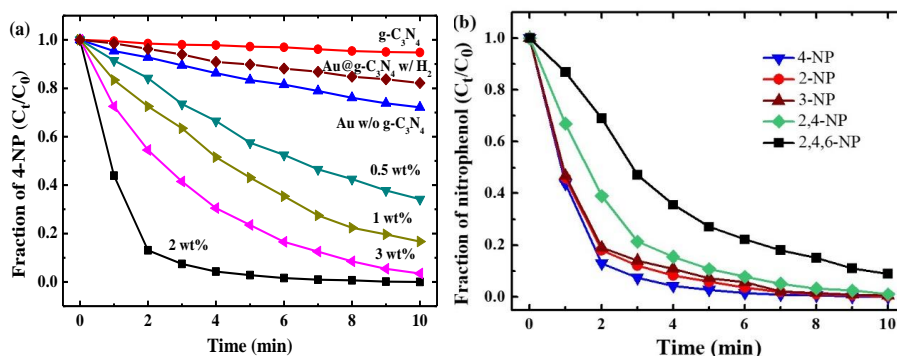 (a)
g-C₃N₄
Au@g-C₃N₄ w/ H₂
Au w/o g-C₃N₄
0.5 wt%
1 wt%
2 wt%
3 wt%
Fraction of 4-NP (Cₜ/C₀)
1.0
0.8
0.6
0.4
0.2
0.0
0 2 4 6 8 10
Time (min)
(b)
4-NP
2-NP
3-NP
2,4-NP
2,4,6-NP
Fraction of nitrophenol (Cₜ/C₀)
1.0
0.8
0.6
0.4
0.2
0.0
0 2 4 6 8 10
Time (min)